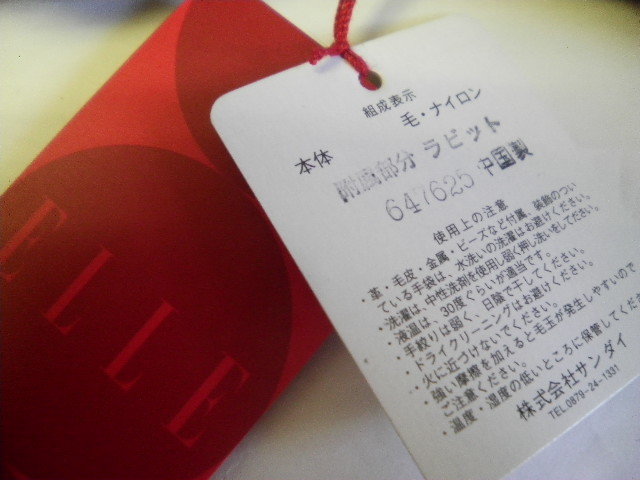 ELLE
組成表示
本体 毛・ナイロン
附属部分 ラビット
647625 中国製
使用上の注意
・革・毛皮・金属・ビーズなど付属、装飾のつい
ている手袋は、水洗いの洗濯はお避けください。
・洗濯は、中性洗剤を使用し弱く押し洗いをしてください。
・液温は、30度ぐらいが適当です。
・手絞りは弱く、日陰で干してください。
・ドライクリーニングはお避けください。
・火に近づけないでください。
・強い摩擦を加えると毛玉が発生しやすいので
ご注意ください。
・温度・湿度の低いところに保管してくださ
株式会社サンダイ
TEL0879-24-1331